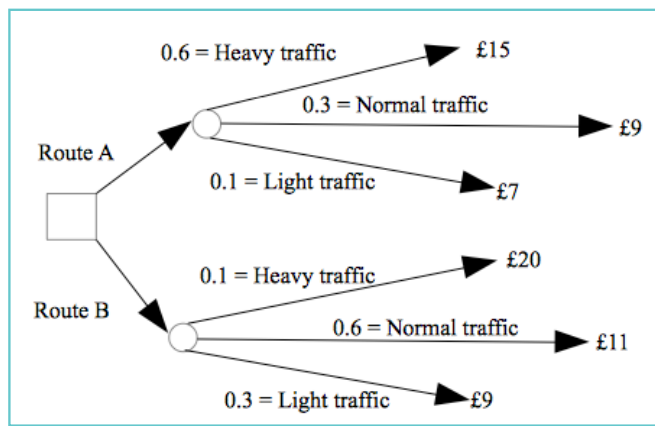 0.6 = Heavy traffic
£15
0.3 = Normal traffic
£9
Route A
0.1 = Light traffic
£7
0.1 = Heavy traffic
£20
Route B
0.6 = Normal traffic
£11
0.3 = Light traffic
£9